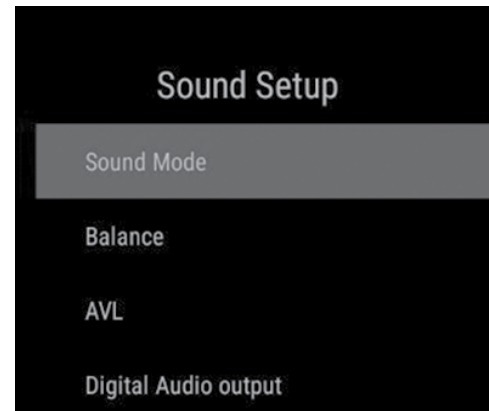 Sound Setup
Sound Mode
Balance
AVL
Digital Audio output